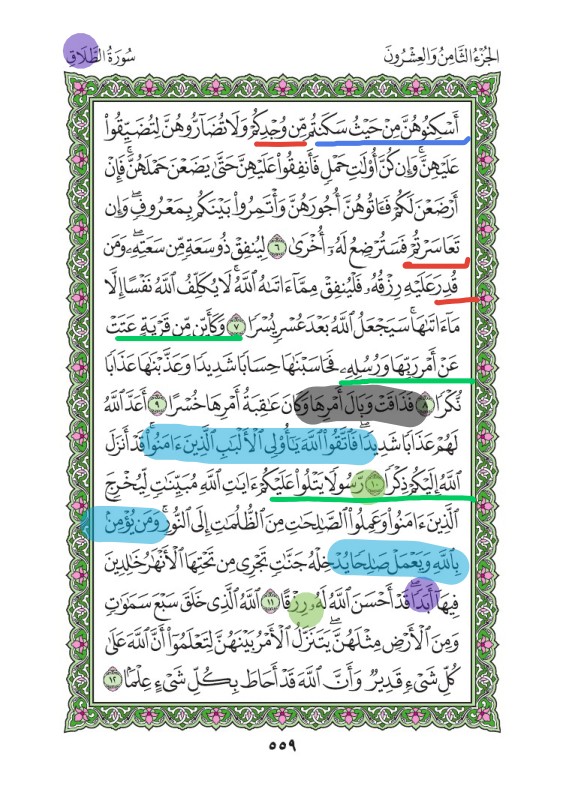 الجُزْءُ الثَّامِنُ وَالعِشْرُونَ
سُورَةُ الطَّلَاقِ
أَسْكِنُوهُنَّ مِنْ حَيْثُ سَكَنتُم مِّن وُجْدِكُمْ وَلَا تُضَآرُّوهُنَّ لِتُضَيِّقُواْ
عَلَيْهِنَّۚ وَإِن كُنَّ أُوْلَٰتِ حَمْلٍ فَأَنفِقُواْ عَلَيْهِنَّ حَتَّىٰ يَضَعْنَ حَمْلَهُنَّۚ فَإِنْ
أَرْضَعْنَ لَكُمْ فَـَٔاتُوهُنَّ أُجُورَهُنَّ وَأْتَمِرُواْ بَيْنَكُم بِمَعْرُوفٍۖ وَإِن
تَعَاسَرْتُمْ فَسَتُرْضِعُ لَهُۥٓ أُخْرَىٰ ٦ لِيُنفِقْ ذُو سَعَةٍ مِّن سَعَتِهِۦۖ وَمَن
قُدِرَ عَلَيْهِ رِزْقُهُۥ فَلْيُنفِقْ مِمَّآ ءَاتَىٰهُ ٱللَّهُۚ لَا يُكَلِّفُ ٱللَّهُ نَفْسًا إِلَّا
مَآ ءَاتَىٰهَاۚ سَيَجْعَلُ ٱللَّهُ بَعْدَ عُسْرٍ يُسْرًا ٧ وَكَأَيِّن مِّن قَرْيَةٍ عَتَتْ
عَنْ أَمْرِ رَبِّهَا وَرُسُلِهِۦ فَحَاسَبْنَٰهَا حِسَابًا شَدِيدًا وَعَذَّبْنَٰهَا عَذَابًا
نُّكْرًا ٨ فَذَاقَتْ وَبَالَ أَمْرِهَا وَكَانَ عَٰقِبَةُ أَمْرِهَا خُسْرًا ٩ أَعَدَّ ٱللَّهُ
لَهُمْ عَذَابًا شَدِيدًاۖ فَٱتَّقُواْ ٱللَّهَ يَٰٓأُوْلِي ٱلْأَلْبَٰبِ ٱلَّذِينَ ءَامَنُواْۚ قَدْ أَنزَلَ
ٱللَّهُ إِلَيْكُمْ ذِكْرًا ١٠ رَّسُولًا يَتْلُواْ عَلَيْكُمْ ءَايَٰتِ ٱللَّهِ مُبَيِّنَٰتٍ لِّيُخْرِجَ
ٱلَّذِينَ ءَامَنُواْ وَعَمِلُواْ ٱلصَّٰلِحَٰتِ مِنَ ٱلظُّلُمَٰتِ إِلَى ٱلنُّورِۚ وَمَن يُؤْمِنۢ
بِٱللَّهِ وَيَعْمَلْ صَٰلِحًا يُدْخِلْهُ جَنَّٰتٍ تَجْرِي مِن تَحْتِهَا ٱلْأَنْهَٰرُ خَٰلِدِينَ
فِيهَآ أَبَدًاۖ قَدْ أَحْسَنَ ٱللَّهُ لَهُۥ رِزْقًا ١١ ٱللَّهُ ٱلَّذِي خَلَقَ سَبْعَ سَمَٰوَٰتٍ
وَمِنَ ٱلْأَرْضِ مِثْلَهُنَّۖ يَتَنَزَّلُ ٱلْأَمْرُ بَيْنَهُنَّ لِتَعْلَمُوٓاْ أَنَّ ٱللَّهَ عَلَىٰ
كُلِّ شَيْءٍ قَدِيرٌ وَأَنَّ ٱللَّهَ قَدْ أَحَاطَ بِكُلِّ شَيْءٍ عِلْمًۢا ١٢
٥٥٩